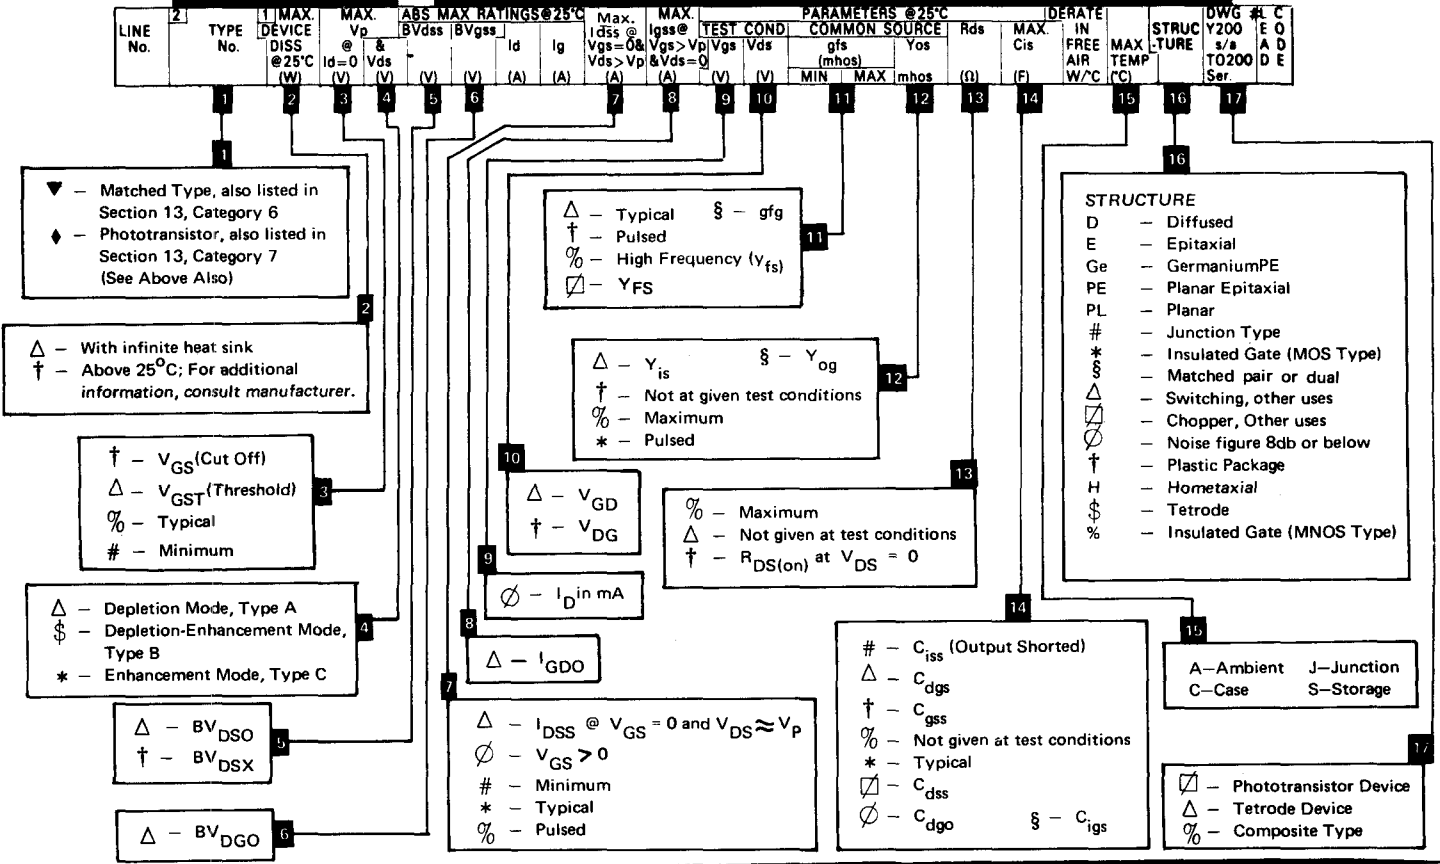 LINE No.
2
TYPE No.
1 MAX. DEVICE DISS @25°C (W)
MAX. Vp @ Id=0 (V) & Vds (V)
ABS MAX RATINGS@25°C
BVdss (V)
BVgss (V)
Id (A)
Ig (A)
Max. Idss @ Vgs=0& Vds>Vp (A)
MAX. Igss@ Vgs>Vp &Vds=0 (A)
PARAMETERS @25°C
TEST COND
Vgs (V)
Vds (V)
COMMON SOURCE
gfs (mhos)
MIN MAX
Yos mhos
Rds (Ω)
MAX. Cis (F)
DERATE IN FREE AIR W/°C
MAX TEMP (°C)
STRUC -TURE
DWG # Y200 s/a TO200 Ser.
LEAD CODE
1 2 3 4 5 6 7 8 9 10 11 12 13 14 15 16 17
1
▼ – Matched Type, also listed in
Section 13, Category 6
♦ – Phototransistor, also listed in
Section 13, Category 7
(See Above Also)
2
△ – With infinite heat sink
† – Above 25°C; For additional
information, consult manufacturer.
3
† – VGS (Cut Off)
△ – VGST (Threshold)
% – Typical
# – Minimum
4
△ – Depletion Mode, Type A
$ – Depletion-Enhancement Mode,
Type B
* – Enhancement Mode, Type C
5
△ – BVDSO
† – BVDSX
6
△ – BVDGO
7
△ – IDSS @ VGS = 0 and VDS ≈ VP
∅ – VGS > 0
# – Minimum
* – Typical
% – Pulsed
8
△ – IGDO
9
∅ – ID in mA
10
△ – VGD
† – VDG
11
△ – Typical § – gfg
† – Pulsed
% – High Frequency (yfs)
⍁ – YFS
12
△ – Yis § – Yog
† – Not at given test conditions
% – Maximum
* – Pulsed
13
% – Maximum
△ – Not given at test conditions
† – RDS(on) at VDS = 0
14
# – Ciss (Output Shorted)
△ – Cdgs
† – Cgss
% – Not given at test conditions
* – Typical
⍁ – Cdss
∅ – Cdgo § – Cigs
15
A–Ambient J–Junction
C–Case S–Storage
16
STRUCTURE
D – Diffused
E – Epitaxial
Ge – GermaniumPE
PE – Planar Epitaxial
PL – Planar
# – Junction Type
* – Insulated Gate (MOS Type)
§ – Matched pair or dual
△ – Switching, other uses
⍁ – Chopper, Other uses
∅ – Noise figure 8db or below
† – Plastic Package
H – Hometaxial
$ – Tetrode
% – Insulated Gate (MNOS Type)
17
⍁ – Phototransistor Device
△ – Tetrode Device
% – Composite Type